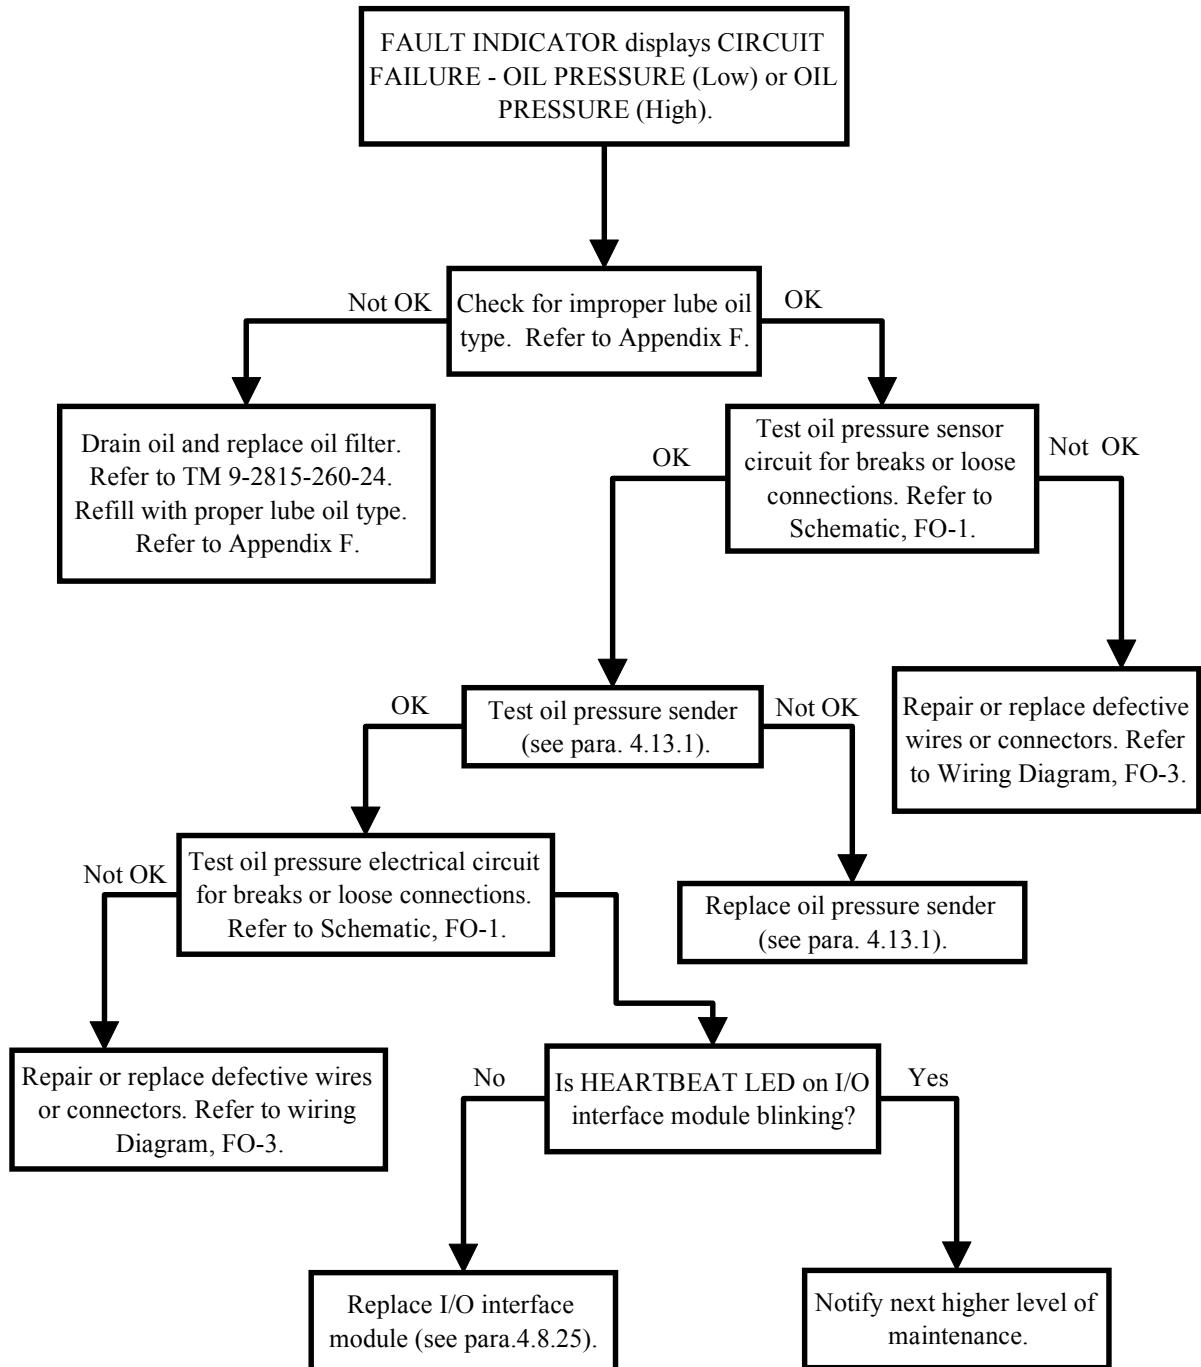 FAULT INDICATOR displays CIRCUIT
FAILURE - OIL PRESSURE (Low) or OIL
PRESSURE (High).
Not OK
Check for improper lube oil
type. Refer to Appendix F.
OK
Drain oil and replace oil filter.
Refer to TM 9-2815-260-24.
Refill with proper lube oil type.
Refer to Appendix F.
OK
Test oil pressure sensor
circuit for breaks or loose
connections. Refer to
Schematic, FO-1.
Not OK
OK
Test oil pressure sender
(see para. 4.13.1).
Not OK
Repair or replace defective
wires or connectors. Refer
to Wiring Diagram, FO-3.
Not OK
Test oil pressure electrical circuit
for breaks or loose connections.
Refer to Schematic, FO-1.
Replace oil pressure sender
(see para. 4.13.1).
Repair or replace defective wires
or connectors. Refer to wiring
Diagram, FO-3.
No
Is HEARTBEAT LED on I/O
interface module blinking?
Yes
Replace I/O interface
module (see para.4.8.25).
Notify next higher level of
maintenance.